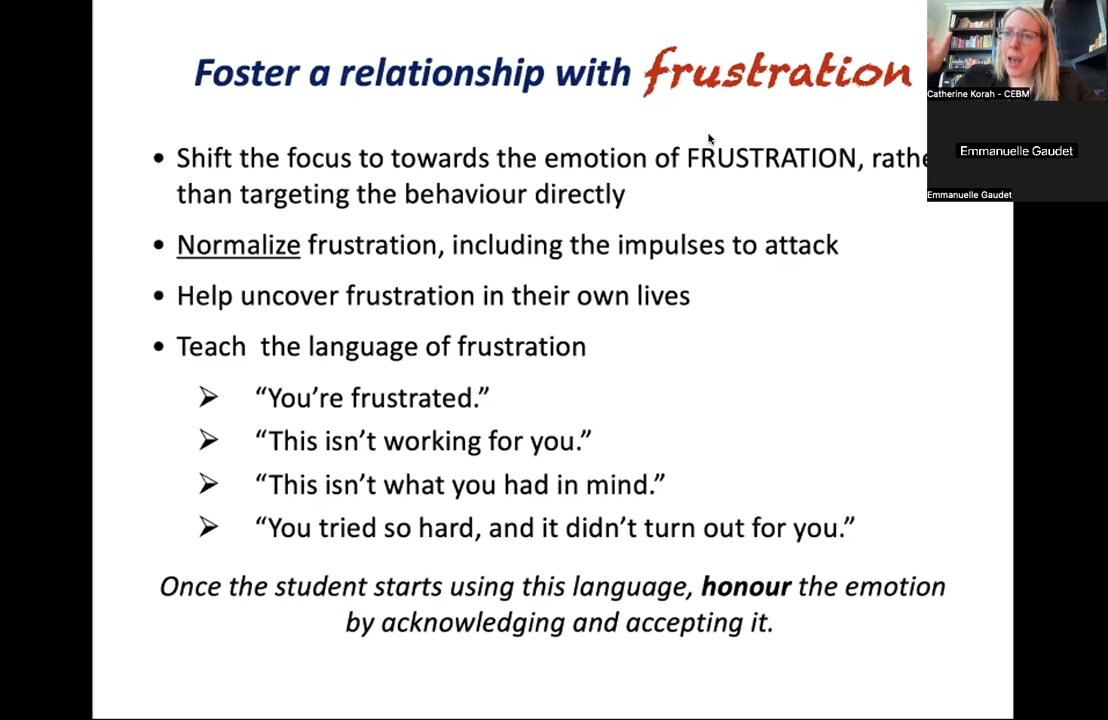 Foster a relationship with frustration
• Shift the focus to towards the emotion of FRUSTRATION, rathe
than targeting the behaviour directly
• Normalize frustration, including the impulses to attack
• Help uncover frustration in their own lives
• Teach the language of frustration
➢ “You’re frustrated.”
➢ “This isn’t working for you.”
➢ “This isn’t what you had in mind.”
➢ “You tried so hard, and it didn’t turn out for you.”
Once the student starts using this language, honour the emotion
by acknowledging and accepting it.
Catherine Korah - CEBM
Emmanuelle Gaudet
Emmanuelle Gaudet